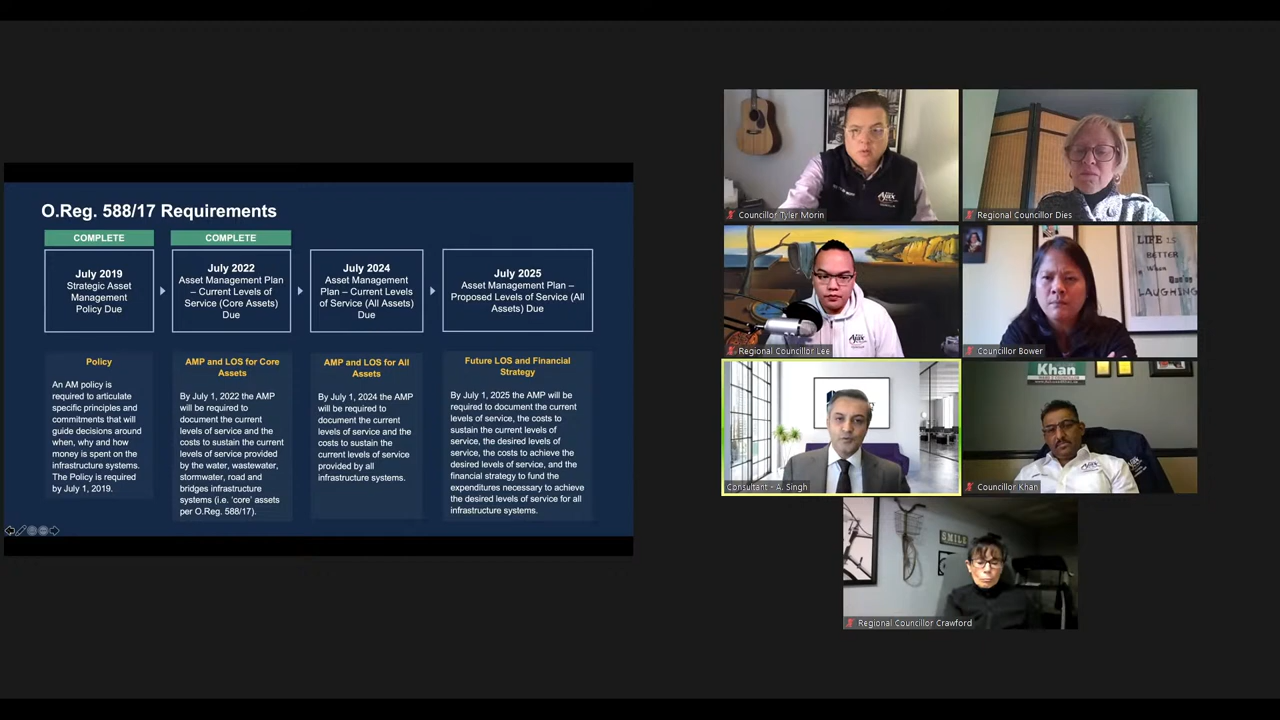 O.Reg. 588/17 Requirements
COMPLETE
COMPLETE
July 2019
Strategic Asset
Management
Policy Due
July 2022
Asset Management Plan
– Current Levels of
Service (Core Assets)
Due
July 2024
Asset Management
Plan – Current Levels
of Service (All Assets)
Due
July 2025
Asset Management Plan –
Proposed Levels of Service (All
Assets) Due
Policy
An AM policy is
required to articulate
specific principles and
commitments that will
guide decisions around
when, why and how
money is spent on the
infrastructure systems.
The Policy is required
by July 1, 2019.
AMP and LOS for Core
Assets
By July 1, 2022 the AMP
will be required to
document the current
levels of service and the
costs to sustain the current
levels of service provided
by the water, wastewater,
stormwater, road and
bridges infrastructure
systems (i.e. 'core' assets
per O.Reg. 588/17).
AMP and LOS for All
Assets
By July 1, 2024 the AMP
will be required to
document the current
levels of service and the
costs to sustain the
current levels of service
provided by all
infrastructure systems.
Future LOS and Financial
Strategy
By July 1, 2025 the AMP will be
required to document the current
levels of service, the costs to
sustain the current levels of
service, the desired levels of
service, the costs to achieve the
desired levels of service, and the
financial strategy to fund the
expenditures necessary to achieve
the desired levels of service for all
infrastructure systems.
Ajax
Councillor Tyler Morin
Regional Councillor Dies
Ajax
Regional Councillor Lee
LIFE is
BETTER
When
you're
LAUGHING
Councillor Bower
Consultant - A. Singh
Khan
Ajax
Councillor Khan
SMILE
Regional Councillor Crawford